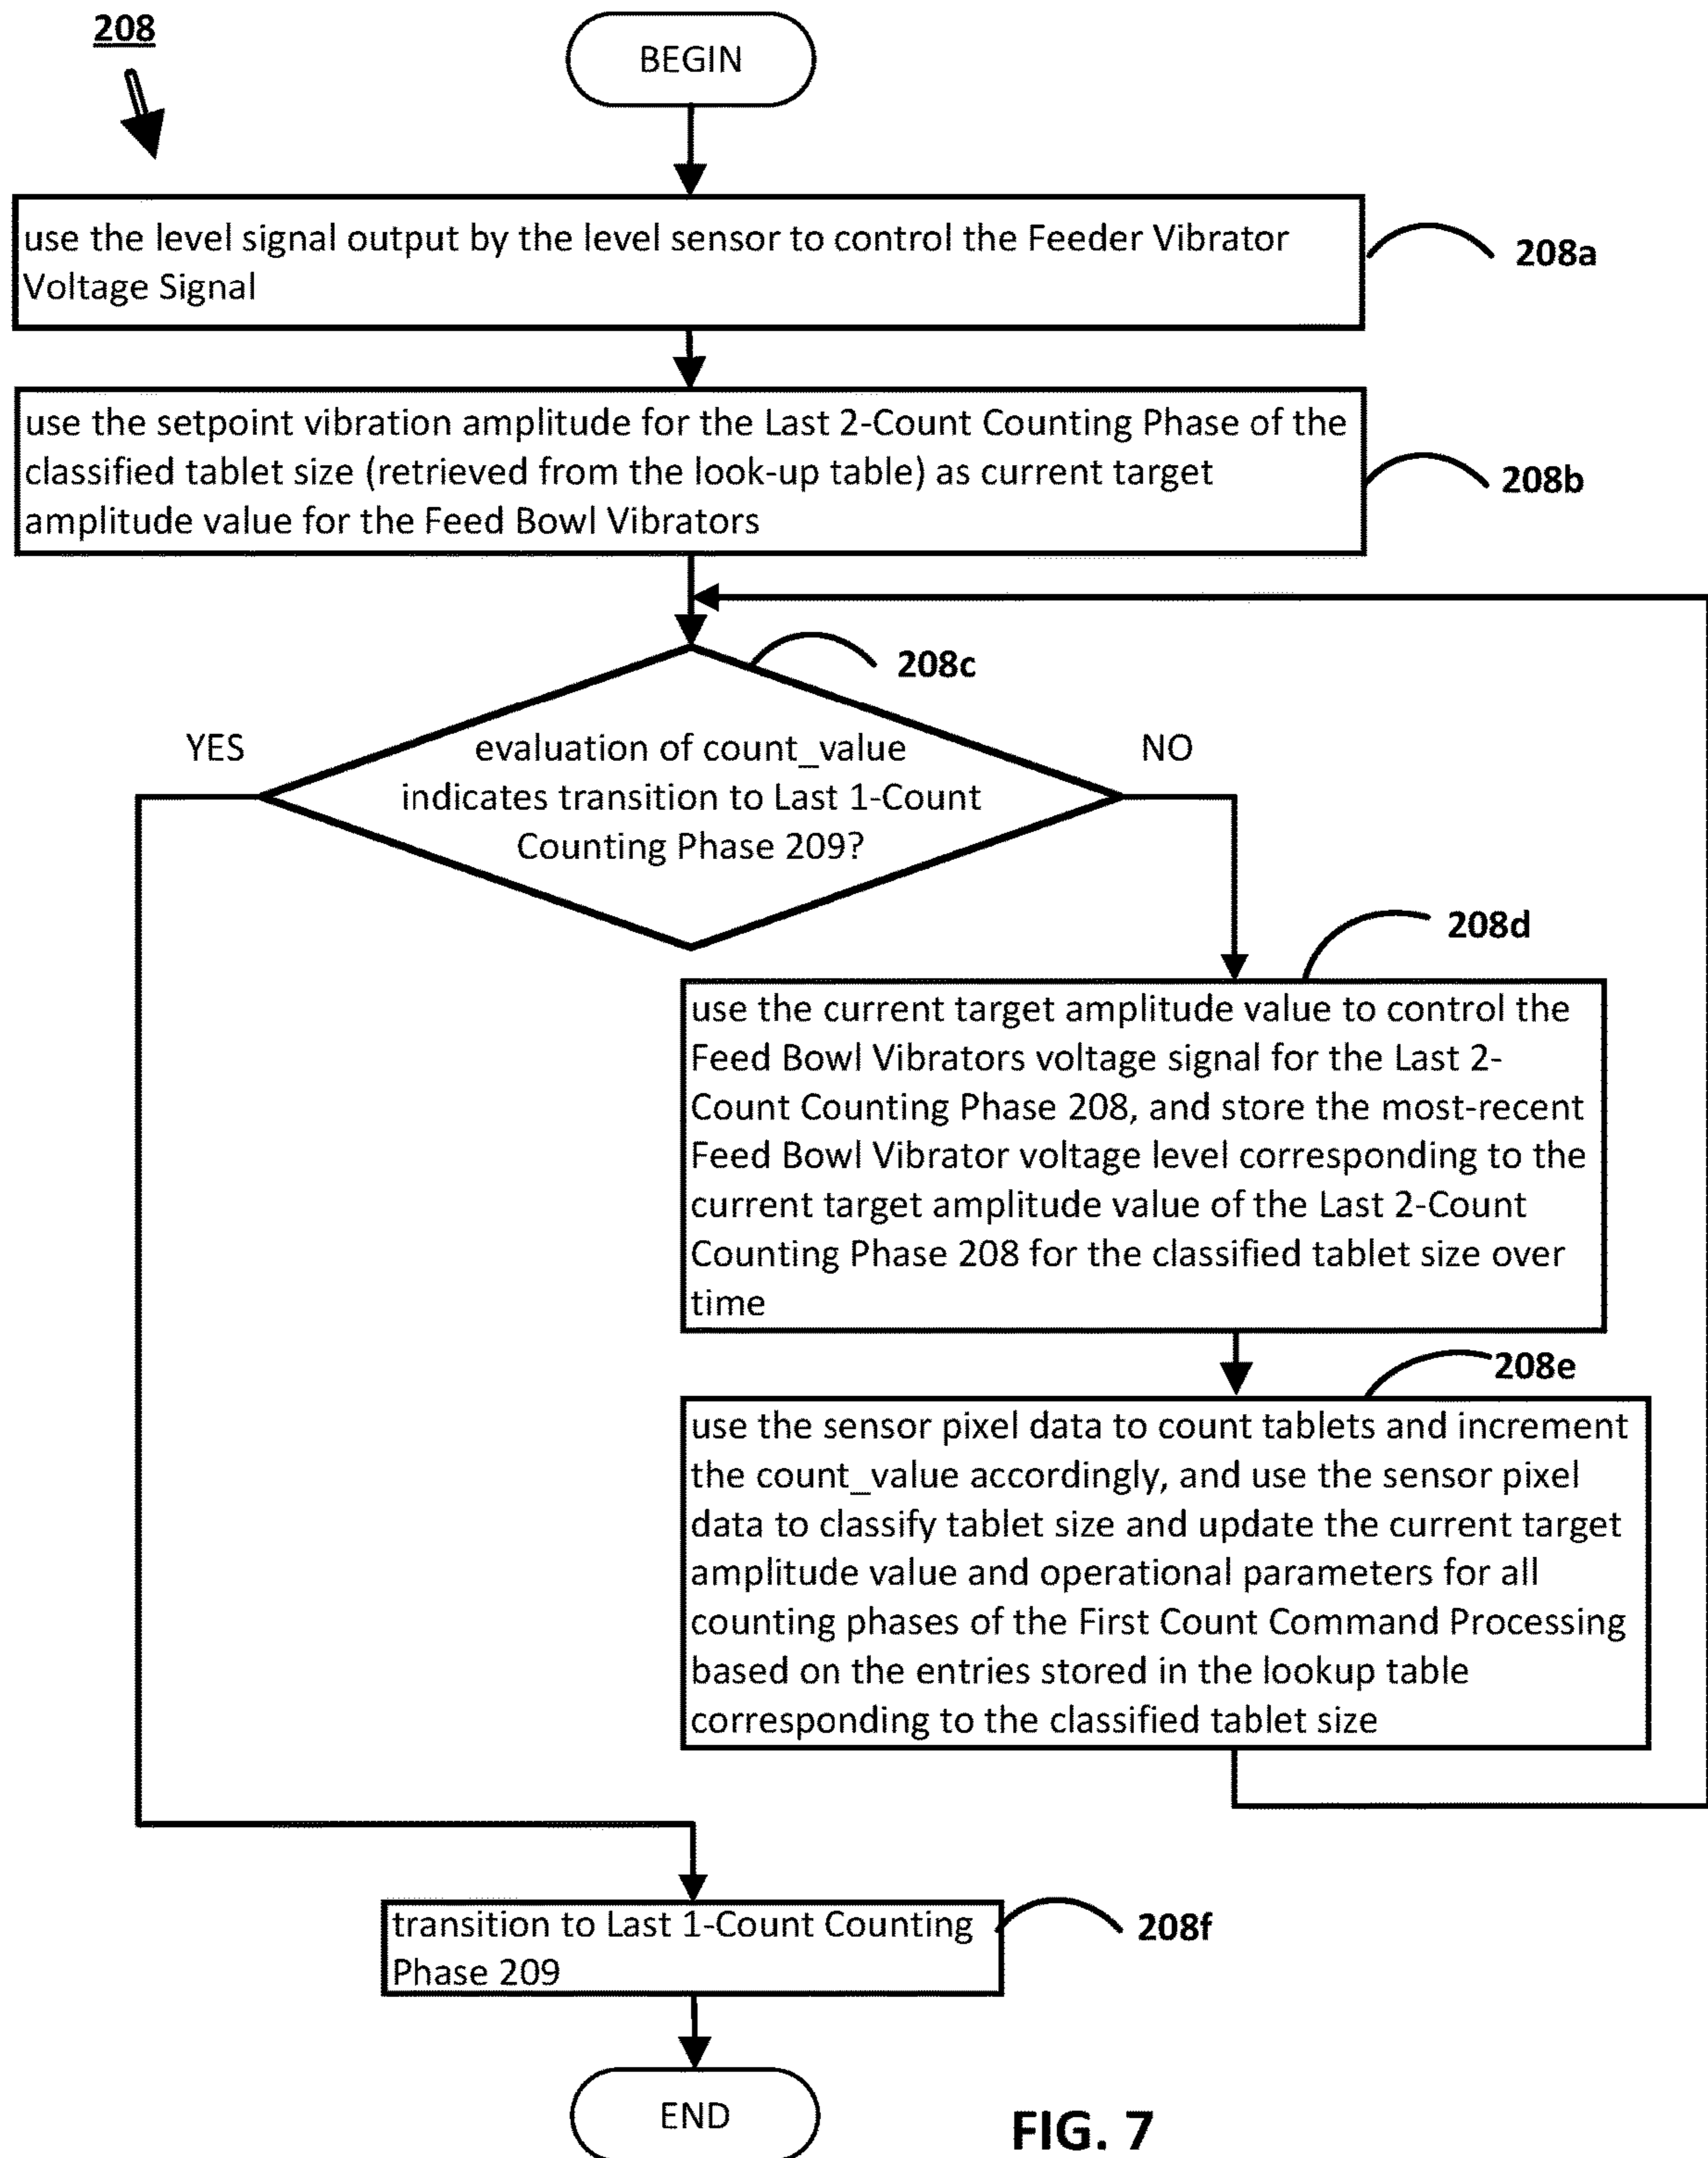 208
BEGIN
use the level signal output by the level sensor to control the Feeder Vibrator
Voltage Signal
208a
use the setpoint vibration amplitude for the Last 2-Count Counting Phase of the
classified tablet size (retrieved from the look-up table) as current target
amplitude value for the Feed Bowl Vibrators
208b
208c
YES
evaluation of count_value
indicates transition to Last 1-Count
Counting Phase 209?
NO
208d
use the current target amplitude value to control the
Feed Bowl Vibrators voltage signal for the Last 2-
Count Counting Phase 208, and store the most-recent
Feed Bowl Vibrator voltage level corresponding to the
current target amplitude value of the Last 2-Count
Counting Phase 208 for the classified tablet size over
time
208e
use the sensor pixel data to count tablets and increment
the count_value accordingly, and use the sensor pixel
data to classify tablet size and update the current target
amplitude value and operational parameters for all
counting phases of the First Count Command Processing
based on the entries stored in the lookup table
corresponding to the classified tablet size
transition to Last 1-Count Counting
Phase 209
208f
END
FIG. 7